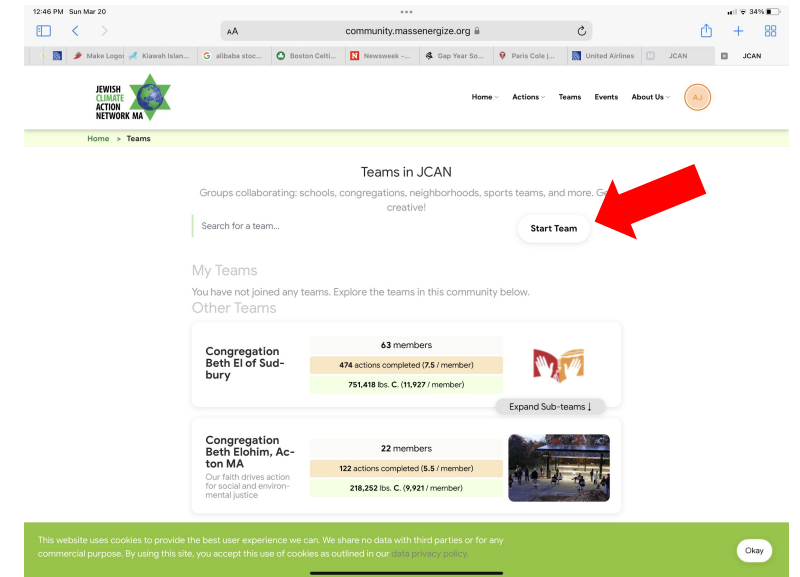 12:46 PM Sun Mar 20
34%
AA
community.massenergize.org
Make Logo
Kiawah Islan...
alibaba stoc...
Boston Celti...
Newsweek -...
Gap Year So...
Paris Cole |...
United Airlines
JCAN
JCAN
JEWISH
CLIMATE
ACTION
NETWORK MA
Home
Actions
Teams
Events
About Us
AJ
Home > Teams
Teams in JCAN
Groups collaborating: schools, congregations, neighborhoods, sports teams, and more.
creative!
Search for a team...
Start Team
My Teams
You have not joined any teams. Explore the teams in this community below.
Other Teams
Congregation
Beth El of Sud-
bury
63 members
474 actions completed (7.5 / member)
751,418 lbs. C. (11,927 / member)
Expand Sub-teams ↓
Congregation
Beth Elohim, Ac-
ton MA
Our faith drives action
for social and environ-
mental justice
22 members
122 actions completed (5.5 / member)
218,252 lbs. C. (9,921 / member)
This website uses cookies to provide the best user experience we can. We share no data with third parties or for any
commercial purpose. By using this site, you accept this use of cookies as outlined in our data privacy policy.
Okay